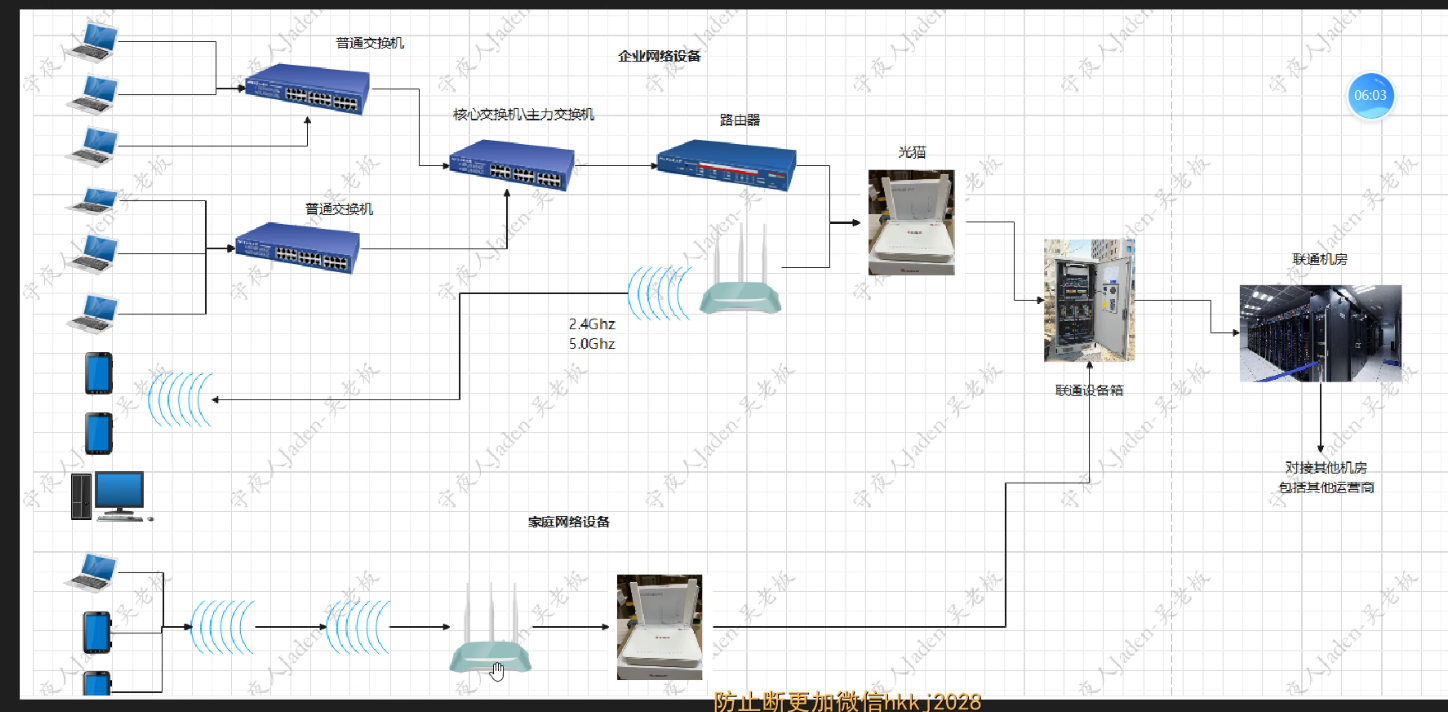 普通交换机
企业网络设备
06:03
核心交换机\主力交换机
路由器
光猫
普通交换机
联通机房
2.4Ghz
5.0Ghz
联通设备箱
对接其他机房
包括其他运营商
家庭网络设备
守夜人Jaden-吴老板
防止断更加微信hkkj2028